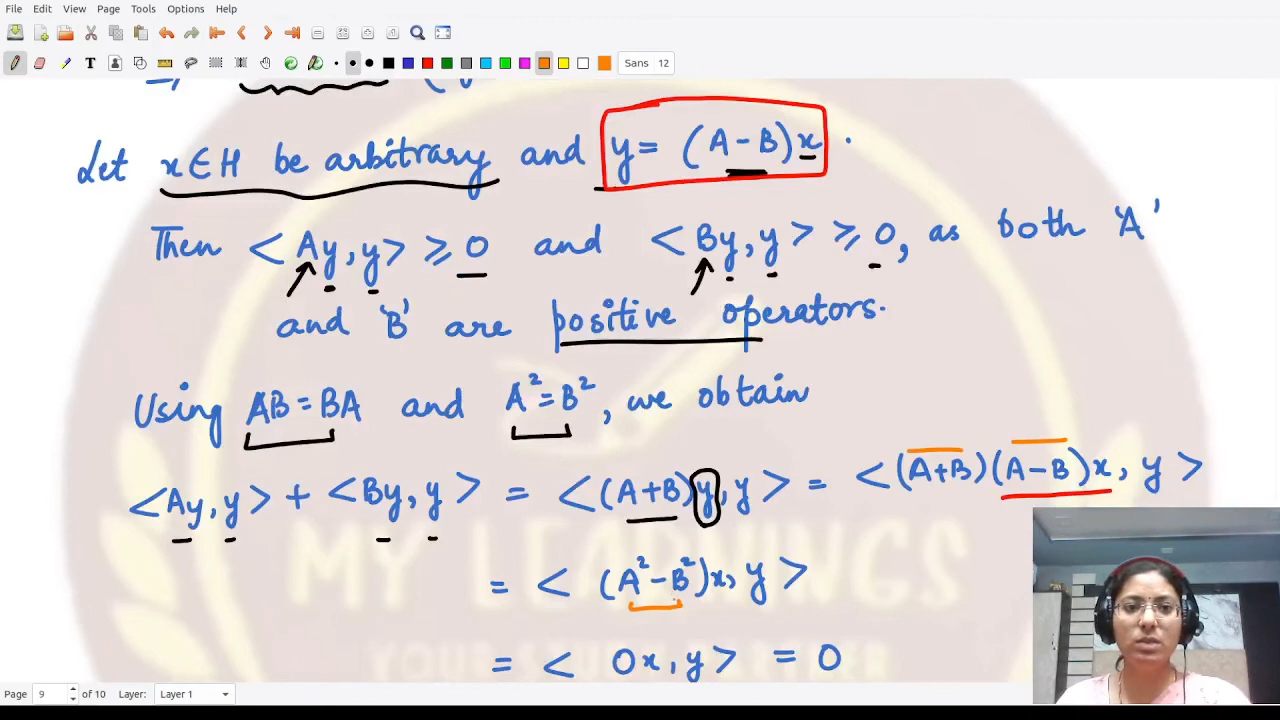 File Edit View Page Tools Options Help
Sans 12
Let x∈H be arbitrary and y = (A-B)x.
Then <Ay, y> ≥ 0 and <By, y> ≥ 0, as both 'A'
and 'B' are positive operators.
Using AB = BA and A² = B², we obtain
<Ay, y> + <By, y> = <(A+B)y, y> = <(A+B)(A-B)x, y>
= <(A²-B²)x, y>
= <0x, y> = 0
MY LEARNINGS
Page 9 of 10 Layer: Layer 1